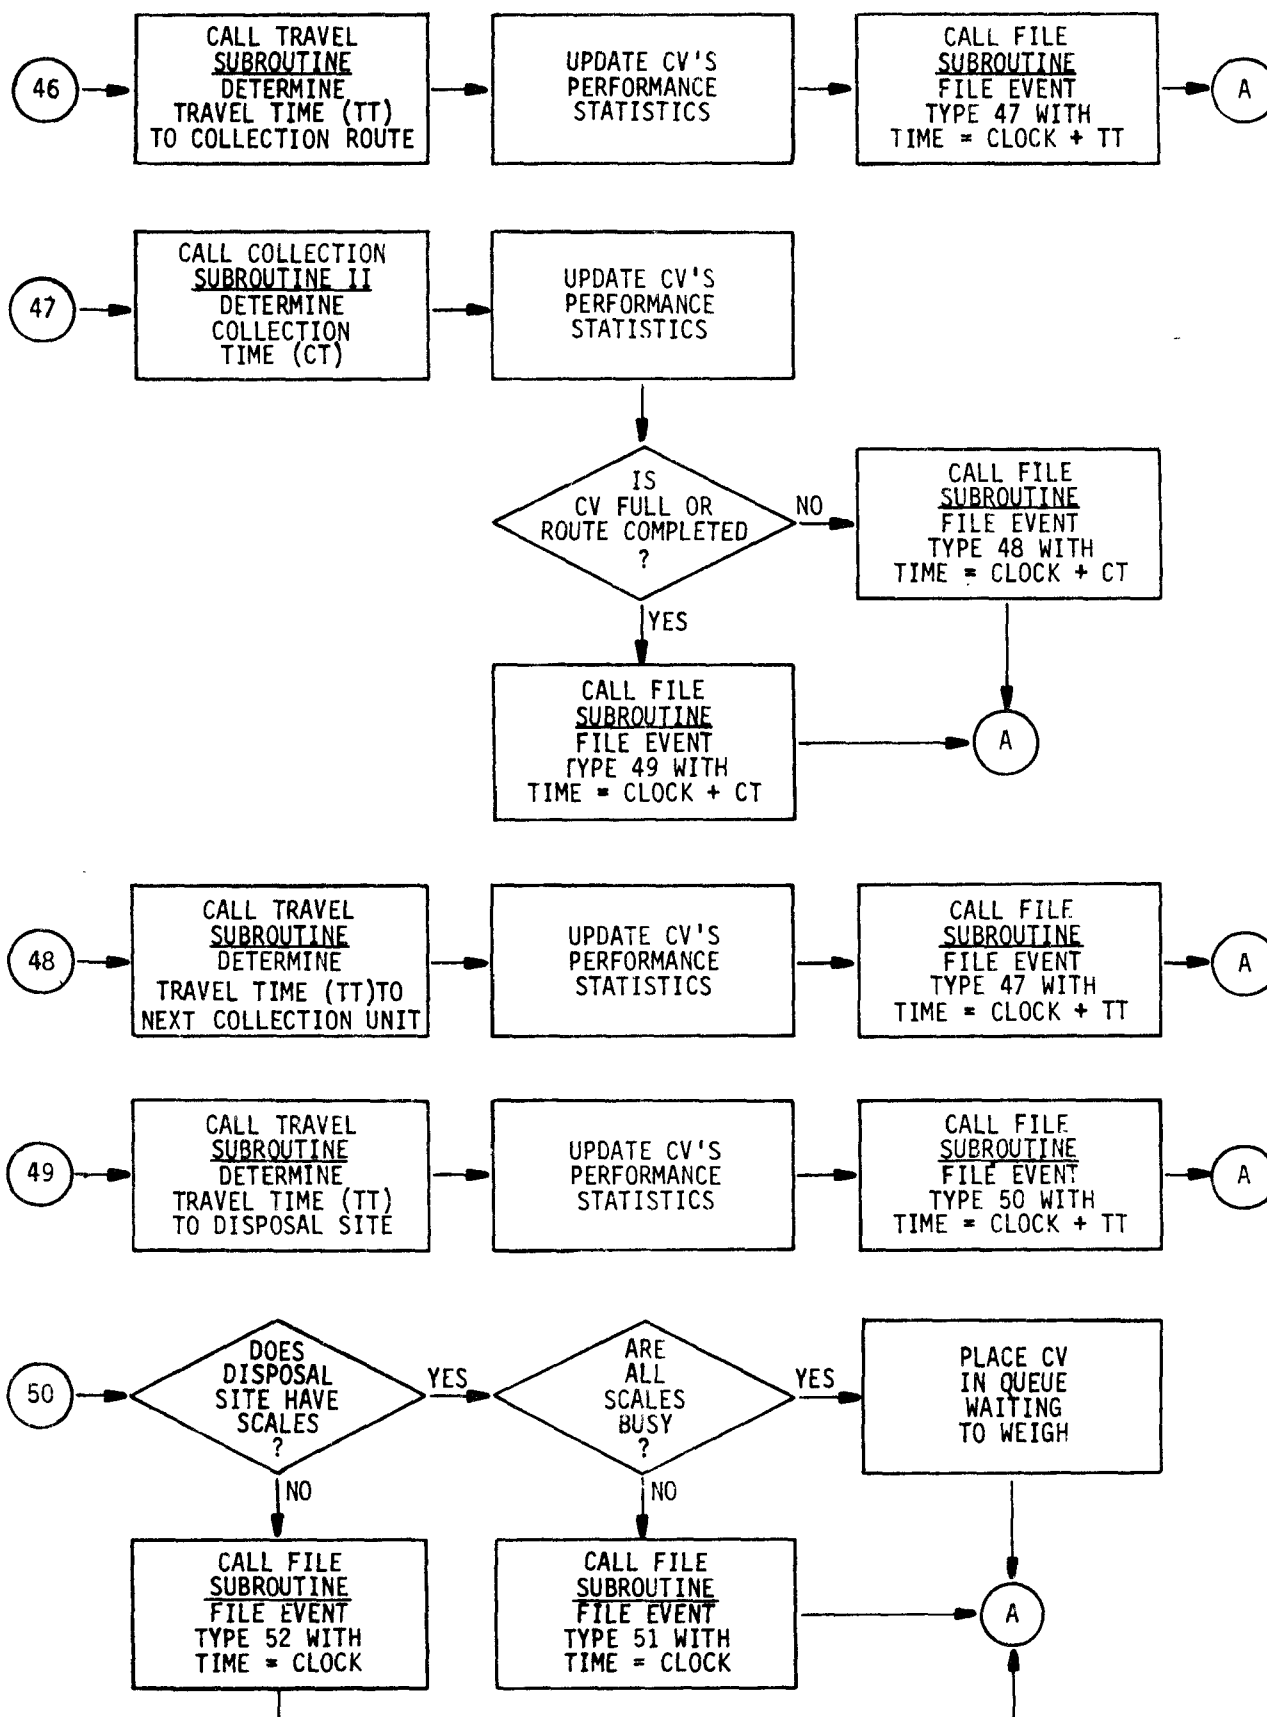 46
CALL TRAVEL
SUBROUTINE
DETERMINE
TRAVEL TIME (TT)
TO COLLECTION ROUTE
UPDATE CV'S
PERFORMANCE
STATISTICS
CALL FILE
SUBROUTINE
FILE EVENT
TYPE 47 WITH
TIME = CLOCK + TT
A
47
CALL COLLECTION
SUBROUTINE II
DETERMINE
COLLECTION
TIME (CT)
UPDATE CV'S
PERFORMANCE
STATISTICS
IS
CV FULL OR
ROUTE COMPLETED
?
NO
CALL FILE
SUBROUTINE
FILE EVENT
TYPE 48 WITH
TIME = CLOCK + CT
YES
CALL FILE
SUBROUTINE
FILE EVENT
TYPE 49 WITH
TIME = CLOCK + CT
A
48
CALL TRAVEL
SUBROUTINE
DETERMINE
TRAVEL TIME (TT)TO
NEXT COLLECTION UNIT
UPDATE CV'S
PERFORMANCE
STATISTICS
CALL FILE
SUBROUTINE
FILE EVENT
TYPE 47 WITH
TIME = CLOCK + TT
A
49
CALL TRAVEL
SUBROUTINE
DETERMINE
TRAVEL TIME (TT)
TO DISPOSAL SITE
UPDATE CV'S
PERFORMANCE
STATISTICS
CALL FILE
SUBROUTINE
FILE EVENT
TYPE 50 WITH
TIME = CLOCK + TT
A
50
DOES
DISPOSAL
SITE HAVE
SCALES
?
YES
ARE
ALL
SCALES
BUSY
?
YES
PLACE CV
IN QUEUE
WAITING
TO WEIGH
NO
NO
CALL FILE
SUBROUTINE
FILE EVENT
TYPE 52 WITH
TIME = CLOCK
CALL FILE
SUBROUTINE
FILE EVENT
TYPE 51 WITH
TIME = CLOCK
A